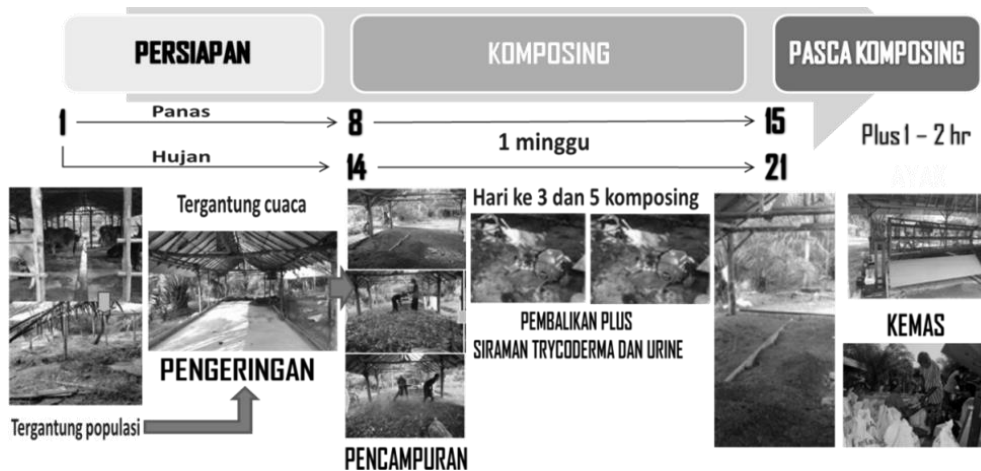 PERSIAPAN
KOMPOSING
PASCA KOMPOSING
1
Panas
8
15
1 minggu
Plus 1 – 2 hr
Hujan
14
21
AYAK
Tergantung cuaca
Hari ke 3 dan 5 komposing
PEMBALIKAN PLUS
SIRAMAN TRYCODERMA DAN URINE
KEMAS
PENGERINGAN
Tergantung populasi
PENCAMPURAN